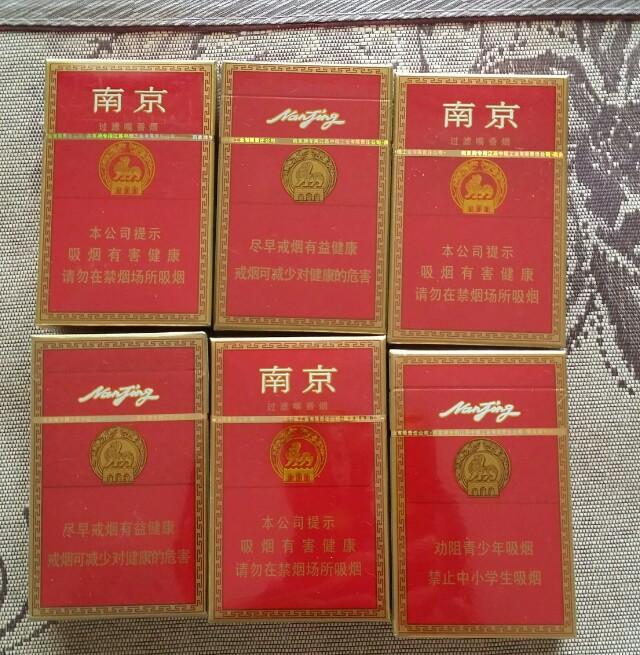 南京
过滤嘴香烟
本公司提示
吸烟有害健康
请勿在禁烟场所吸烟
NanJing
尽早戒烟有益健康
戒烟可减少对健康的危害
南京
过滤嘴香烟
本公司提示
吸烟有害健康
请勿在禁烟场所吸烟
NanJing
尽早戒烟有益健康
戒烟可减少对健康的危害
南京
过滤嘴香烟
本公司提示
吸烟有害健康
请勿在禁烟场所吸烟
NanJing
劝阻青少年吸烟
禁止中小学生吸烟